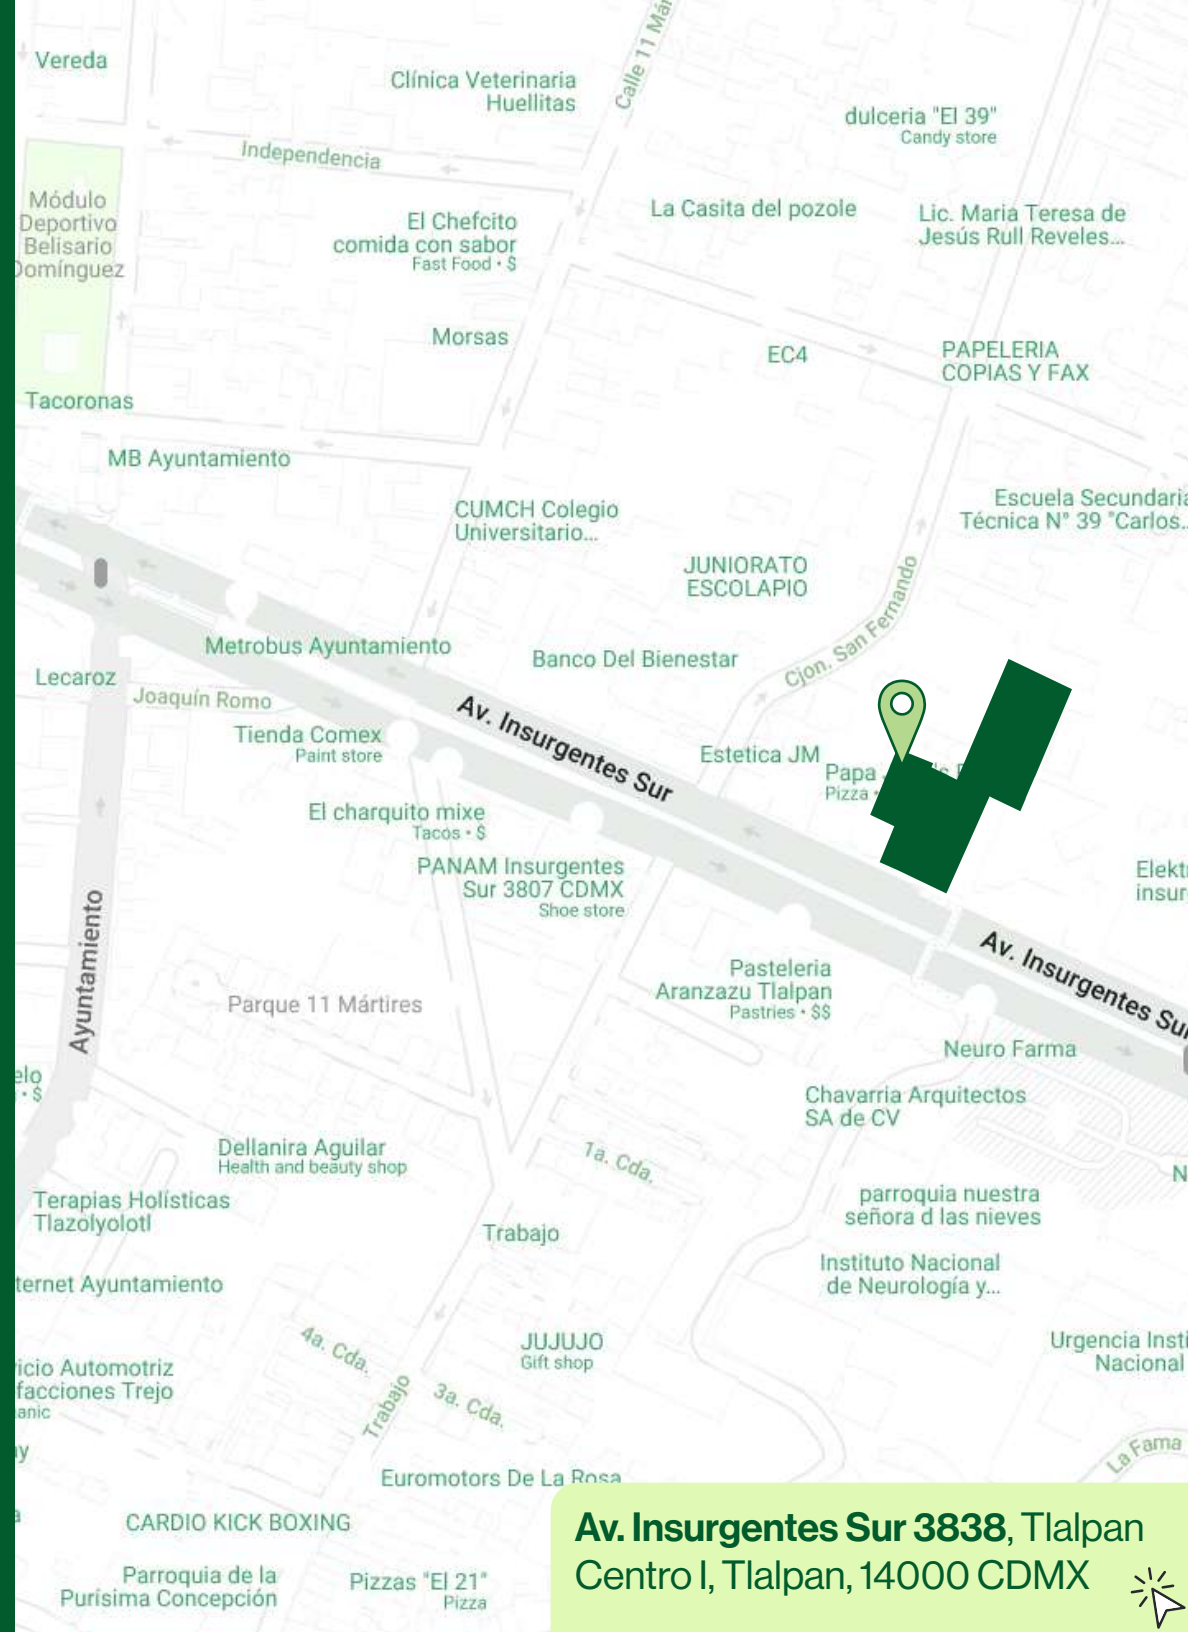 Calle 11 Már
Vereda
Clínica Veterinaria
Huellitas
dulceria "El 39"
Candy store
Independencia
Módulo
Deportivo
Belisario
Domínguez
El Chefcito
comida con sabor
Fast Food · $
La Casita del pozole
Lic. Maria Teresa de
Jesús Rull Reveles...
Morsas
EC4
PAPELERIA
COPIAS Y FAX
Tacoronas
MB Ayuntamiento
CUMCH Colegio
Universitario...
Escuela Secundaria
Técnica N° 39 "Carlos..
JUNIORATO
ESCOLAPIO
Cjon. San Fernando
Metrobus Ayuntamiento
Banco Del Bienestar
Lecaroz
Joaquín Romo
Av. Insurgentes Sur
Tienda Comex
Paint store
Estetica JM
Papa
Pizza
El charquito mixe
Tacos · $
PANAM Insurgentes
Sur 3807 CDMX
Shoe store
Elekt
insur
Ayuntamiento
Av. Insurgentes Sur
Pasteleria
Aranzazu Tlalpan
Pastries · $$
Parque 11 Mártires
Neuro Farma
elo
· $
Chavarria Arquitectos
SA de CV
Dellanira Aguilar
Health and beauty shop
1a. Cda.
N
Terapias Holísticas
Tlazolyolotl
parroquia nuestra
señora d las nieves
Trabajo
Instituto Nacional
de Neurología y...
ternet Ayuntamiento
4a. Cda.
JUJUJO
Gift shop
Urgencia Insti
Nacional
icio Automotriz
facciones Trejo
anic
Trabajo
3a. Cda.
ay
La Fama
Euromotors De La Rosa
CARDIO KICK BOXING
Av. Insurgentes Sur 3838, Tlalpan
Centro I, Tlalpan, 14000 CDMX
Parroquia de la
Purísima Concepción
Pizzas "El 21"
Pizza